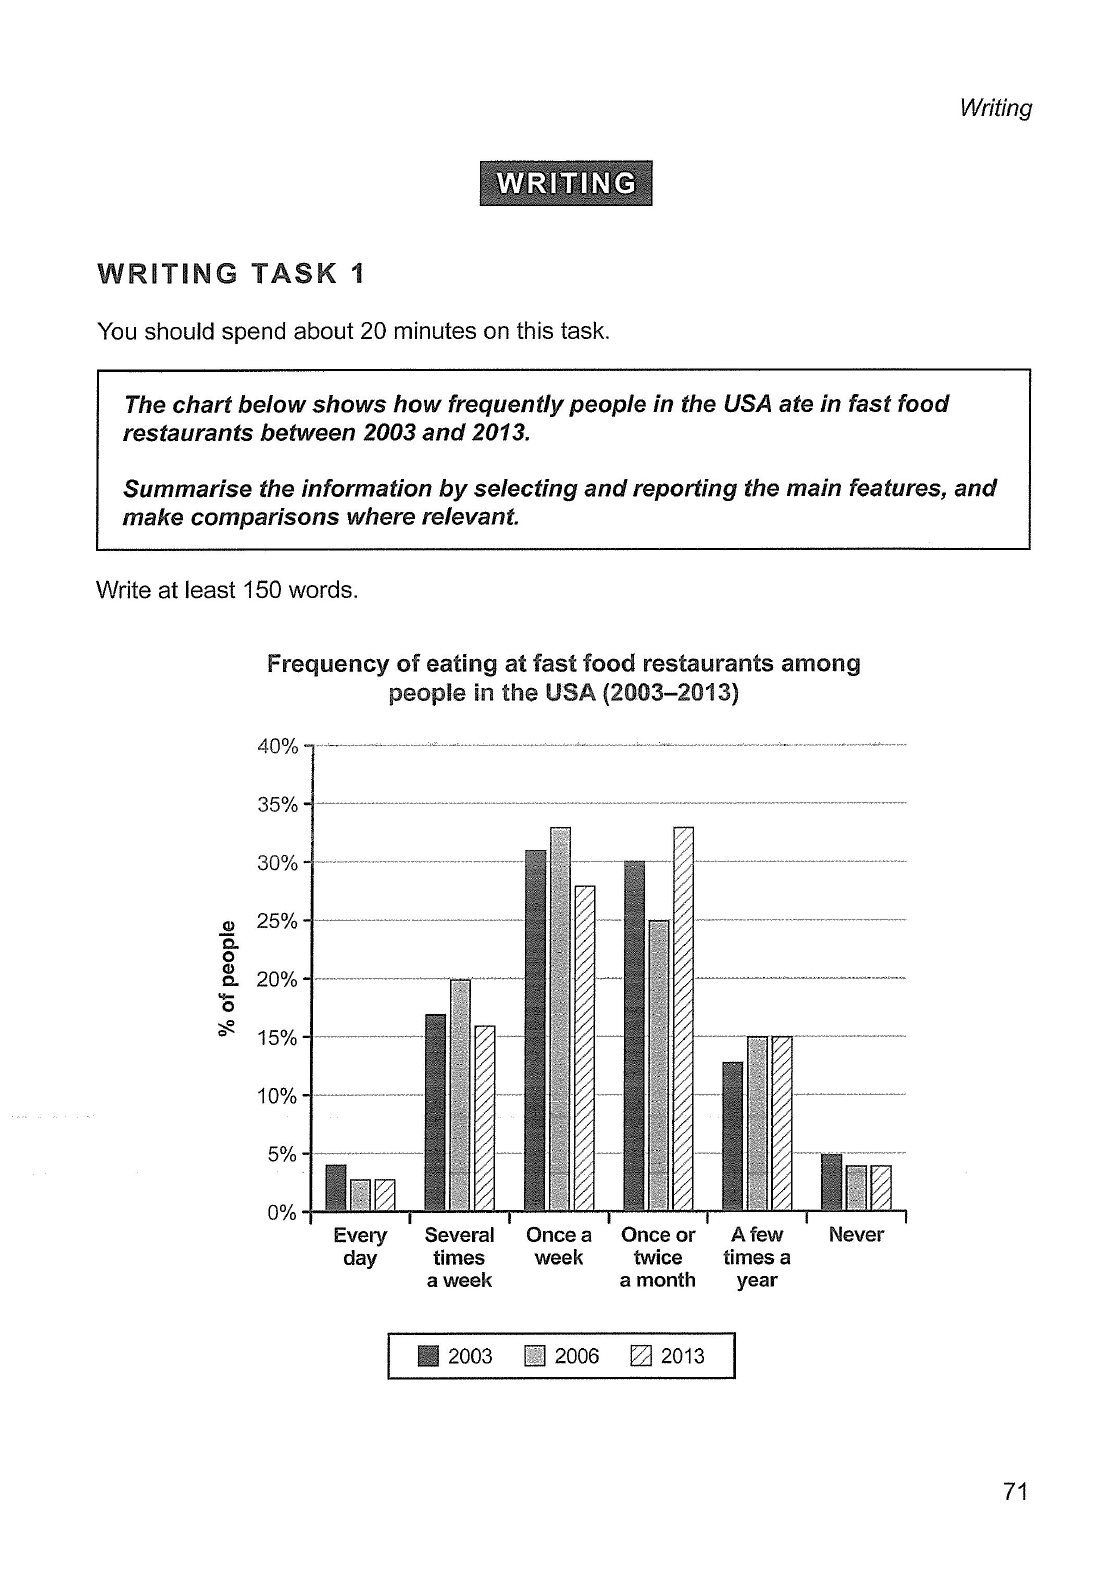 Writing
WRITING
WRITING TASK 1
You should spend about 20 minutes on this task.
The chart below shows how frequently people in the USA ate in fast food
restaurants between 2003 and 2013.
Summarise the information by selecting and reporting the main features, and
make comparisons where relevant.
Write at least 150 words.
Frequency of eating at fast food restaurants among
people in the USA (2003–2013)
40%
35%
30%
25%
20%
15%
10%
5%
0%
% of people
Every
day
Several
times
a week
Once a
week
Once or
twice
a month
A few
times a
year
Never
2003 2006 2013
71